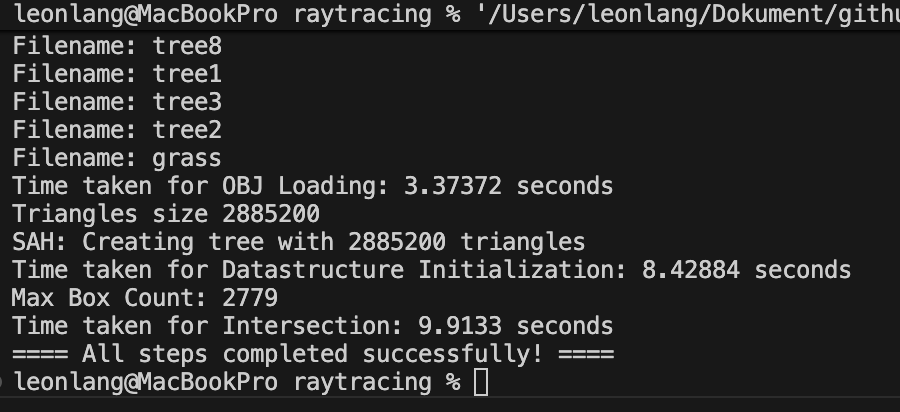 leonlang@MacBookPro raytracing % '/Users/leonlang/Dokument/githu
Filename: tree8
Filename: tree1
Filename: tree3
Filename: tree2
Filename: grass
Time taken for OBJ Loading: 3.37372 seconds
Triangles size 2885200
SAH: Creating tree with 2885200 triangles
Time taken for Datastructure Initialization: 8.42884 seconds
Max Box Count: 2779
Time taken for Intersection: 9.9133 seconds
==== All steps completed successfully! ====
leonlang@MacBookPro raytracing %